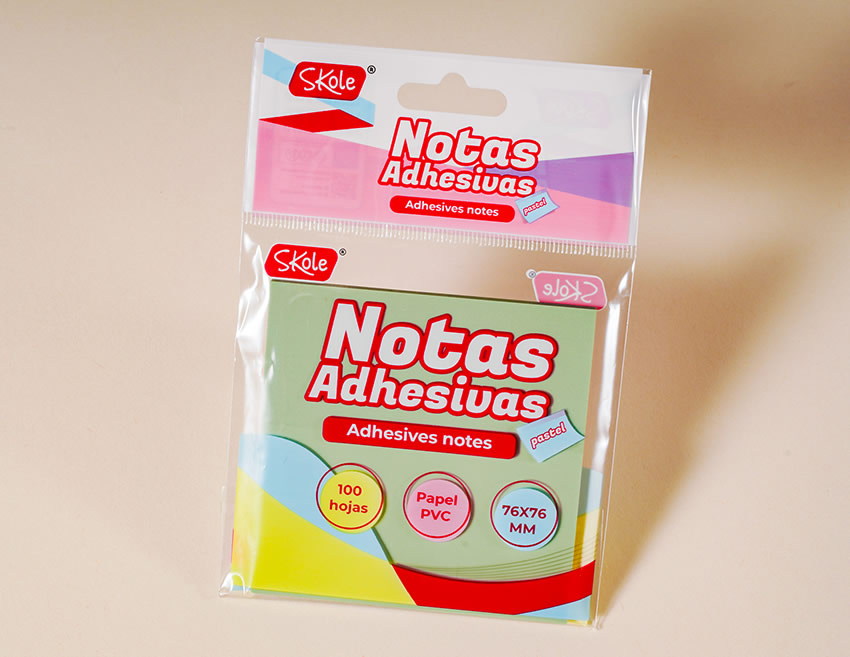 SKole ®
Notas
Adhesivas
Adhesives notes
pastel
SKole ®
SKole ®
Notas
Adhesivas
Adhesives notes
pastel
100
hojas
Papel
PVC
76X76
MM